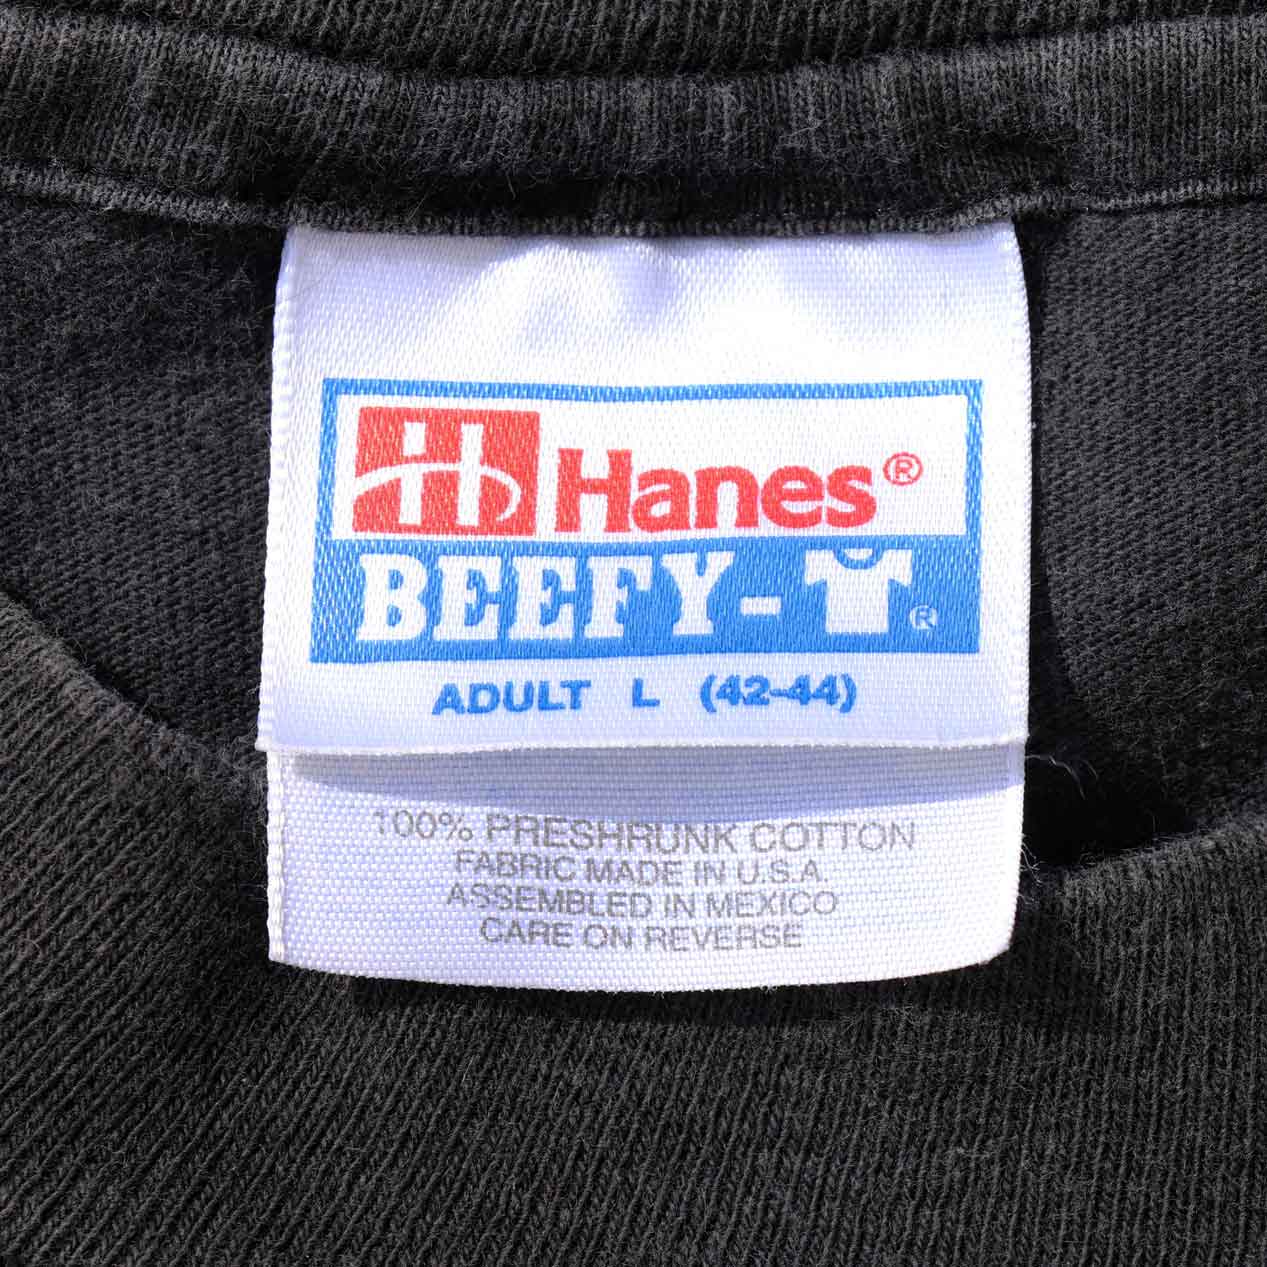 H Hanes®
BEEFY-T®
ADULT L (42-44)
100% PRESHRUNK COTTON
FABRIC MADE IN U.S.A.
ASSEMBLED IN MEXICO
CARE ON REVERSE